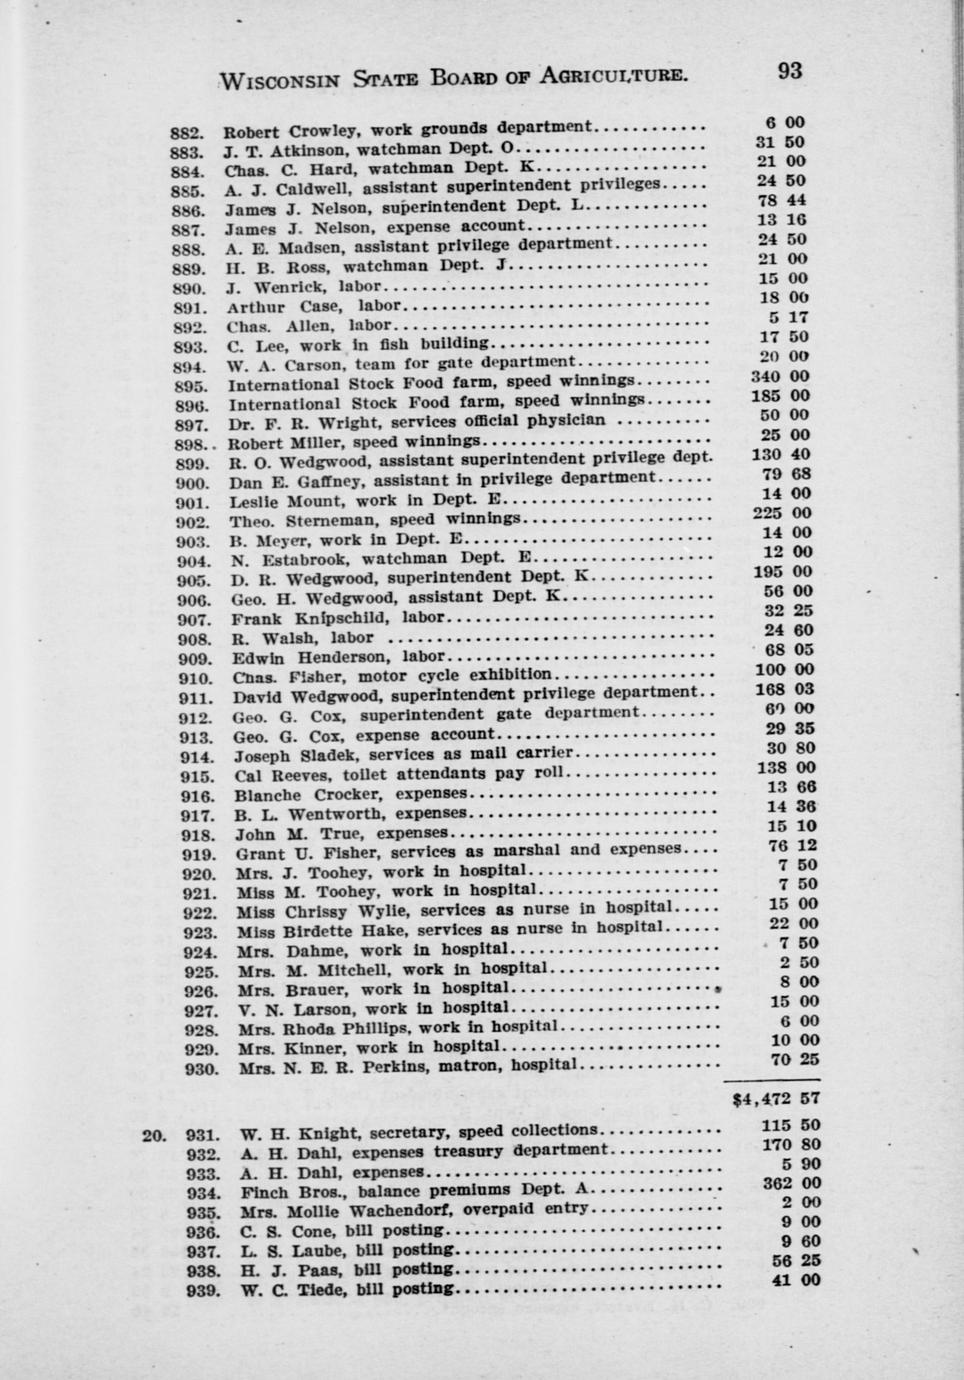 WISCONSIN STATE BOARD OF AGRICULTURE. 93
882. Robert Crowley, work grounds department............ 6 00
883. J. T. Atkinson, watchman Dept. O................... 31 50
884. Chas. C. Hard, watchman Dept. K.................. 21 00
885. A. J. Caldwell, assistant superintendent privileges..... 24 50
886. James J. Nelson, superintendent Dept. L............. 78 44
887. James J. Nelson, expense account................... 13 16
888. A. E. Madsen, assistant privilege department.......... 24 50
889. H. B. Ross, watchman Dept. J..................... 21 00
890. J. Wenrick, labor................................. 15 00
891. Arthur Case, labor............................... 18 00
892. Chas. Allen, labor................................ 5 17
893. C. Lee, work in fish building....................... 17 50
894. W. A. Carson, team for gate department.............. 20 00
895. International Stock Food farm, speed winnings........ 340 00
896. International Stock Food farm, speed winnings....... 185 00
897. Dr. F. R. Wright, services official physician .......... 50 00
898.. Robert Miller, speed winnings....................... 25 00
899. R. O. Wedgwood, assistant superintendent privilege dept. 130 40
900. Dan E. Gaffney, assistant in privilege department...... 79 68
901. Leslie Mount, work in Dept. E..................... 14 00
902. Theo. Sterneman, speed winnings.................... 225 00
903. B. Meyer, work in Dept. E......................... 14 00
904. N. Estabrook, watchman Dept. E.................. 12 00
905. D. R. Wedgwood, superintendent Dept. K............. 195 00
906. Geo. H. Wedgwood, assistant Dept. K................ 56 00
907. Frank Knipschild, labor........................... 32 25
908. R. Walsh, labor ................................. 24 60
909. Edwin Henderson, labor........................... 68 05
910. Chas. Fisher, motor cycle exhibition................. 100 00
911. David Wedgwood, superintendent privilege department.. 168 03
912. Geo. G. Cox, superintendent gate department........ 60 00
913. Geo. G. Cox, expense account...................... 29 35
914. Joseph Sladek, services as mail carrier............... 30 80
915. Cal Reeves, toilet attendants pay roll................ 138 00
916. Blanche Crocker, expenses......................... 13 66
917. B. L. Wentworth, expenses......................... 14 36
918. John M. True, expenses........................... 15 10
919. Grant U. Fisher, services as marshal and expenses.... 76 12
920. Mrs. J. Toohey, work in hospital................... 7 50
921. Miss M. Toohey, work in hospital.................. 7 50
922. Miss Chrissy Wylie, services as nurse in hospital..... 15 00
923. Miss Birdette Hake, services as nurse in hospital...... 22 00
924. Mrs. Dahme, work in hospital..................... 7 50
925. Mrs. M. Mitchell, work in hospital................. 2 50
926. Mrs. Brauer, work in hospital..................... 8 00
927. V. N. Larson, work in hospital..................... 15 00
928. Mrs. Rhoda Phillips, work in hospital................ 6 00
929. Mrs. Kinner, work in hospital...................... 10 00
930. Mrs. N. E. R. Perkins, matron, hospital.............. 70 25
$4,472 57
20. 931. W. H. Knight, secretary, speed collections............. 115 50
932. A. H. Dahl, expenses treasury department............ 170 80
933. A. H. Dahl, expenses.............................. 5 90
934. Finch Bros., balance premiums Dept. A.............. 362 00
935. Mrs. Mollie Wachendorf, overpaid entry.............. 2 00
936. C. S. Cone, bill posting............................ 9 00
937. L. S. Laube, bill posting........................... 9 60
938. H. J. Paas, bill posting........................... 56 25
939. W. C. Tiede, bill posting........................... 41 00